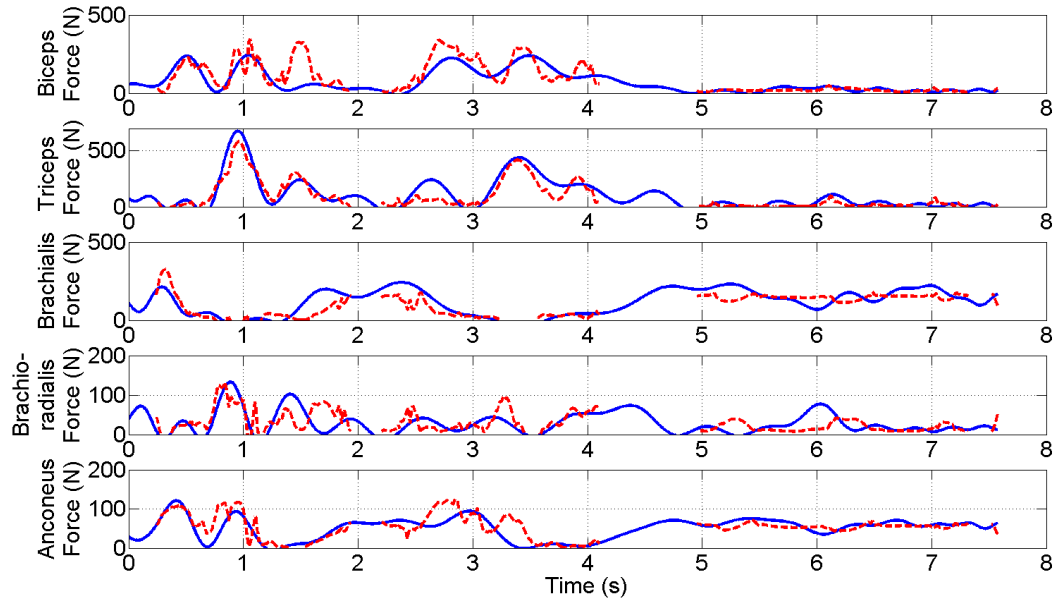 Biceps
Force (N)
500
0
0 1 2 3 4 5 6 7 8
Triceps
Force (N)
500
0
0 1 2 3 4 5 6 7 8
Brachialis
Force (N)
500
0
0 1 2 3 4 5 6 7 8
Brachio-
radialis
Force (N)
200
100
0
0 1 2 3 4 5 6 7 8
Anconeus
Force (N)
200
100
0
0 1 2 3 4 5 6 7 8
Time (s)